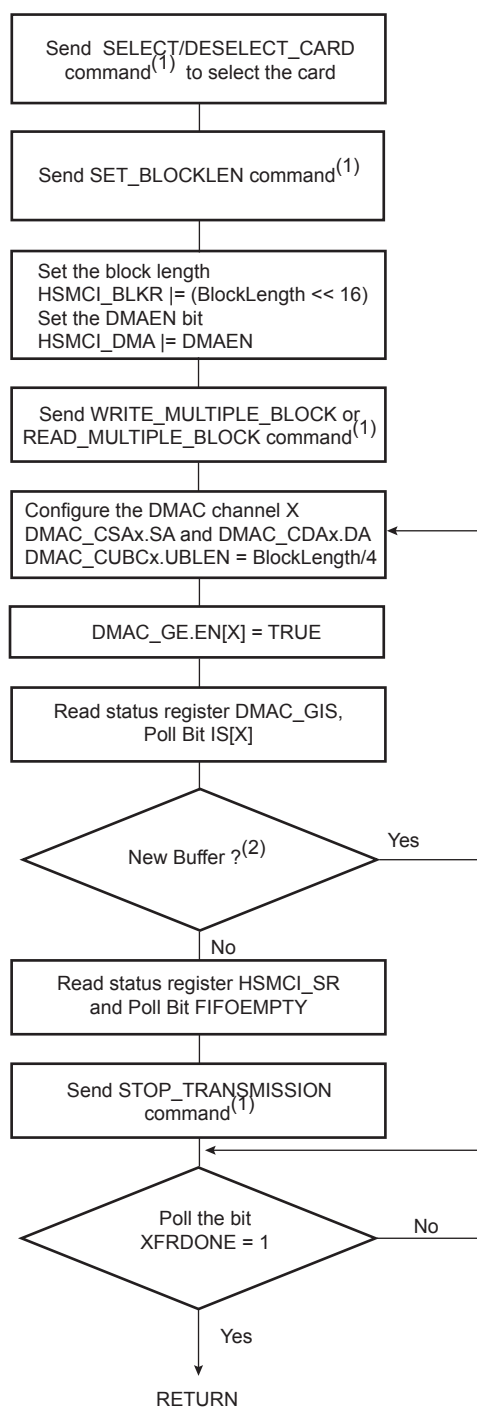 Send SELECT/DESELECT_CARD
command(1) to select the card
Send SET_BLOCKLEN command(1)
Set the block length
HSMCI_BLKR |= (BlockLength << 16)
Set the DMAEN bit
HSMCI_DMA |= DMAEN
Send WRITE_MULTIPLE_BLOCK or
READ_MULTIPLE_BLOCK command(1)
Configure the DMAC channel X
DMAC_CSAx.SA and DMAC_CDAx.DA
DMAC_CUBCx.UBLEN = BlockLength/4
DMAC_GE.EN[X] = TRUE
Read status register DMAC_GIS,
Poll Bit IS[X]
New Buffer ?(2)
Yes
No
Read status register HSMCI_SR
and Poll Bit FIFOEMPTY
Send STOP_TRANSMISSION
command(1)
Poll the bit
XFRDONE = 1
No
Yes
RETURN